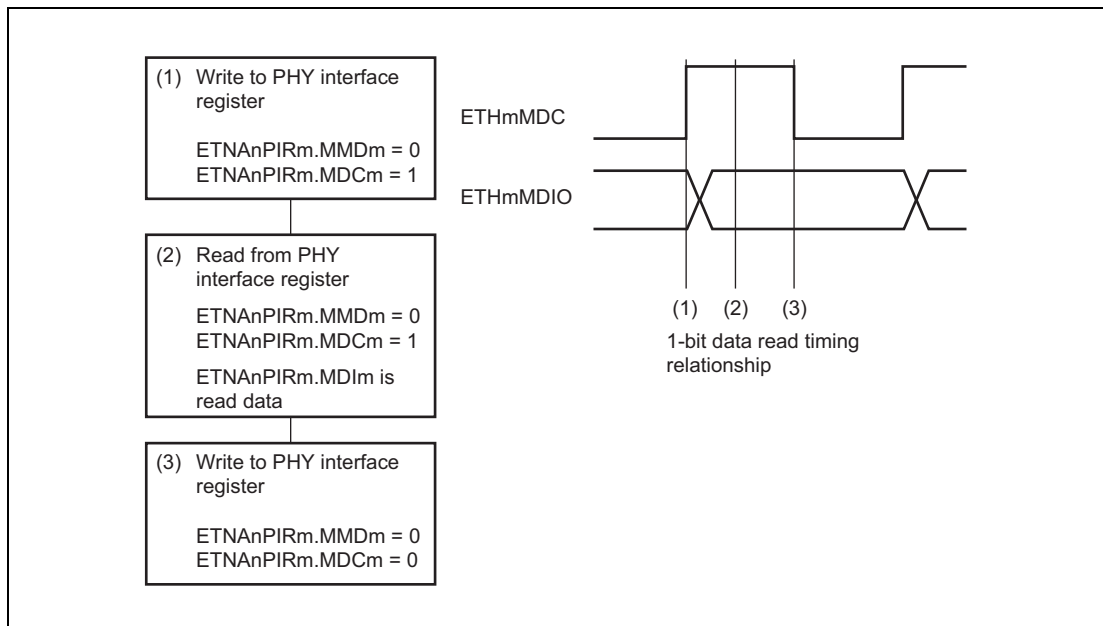 (1) Write to PHY interface
register
ETNAnPIRm.MMDm = 0
ETNAnPIRm.MDCm = 1
(2) Read from PHY
interface register
ETNAnPIRm.MMDm = 0
ETNAnPIRm.MDCm = 1
ETNAnPIRm.MDIm is
read data
(3) Write to PHY interface
register
ETNAnPIRm.MMDm = 0
ETNAnPIRm.MDCm = 0
ETHmMDC
ETHmMDIO
(1) (2) (3)
1-bit data read timing
relationship